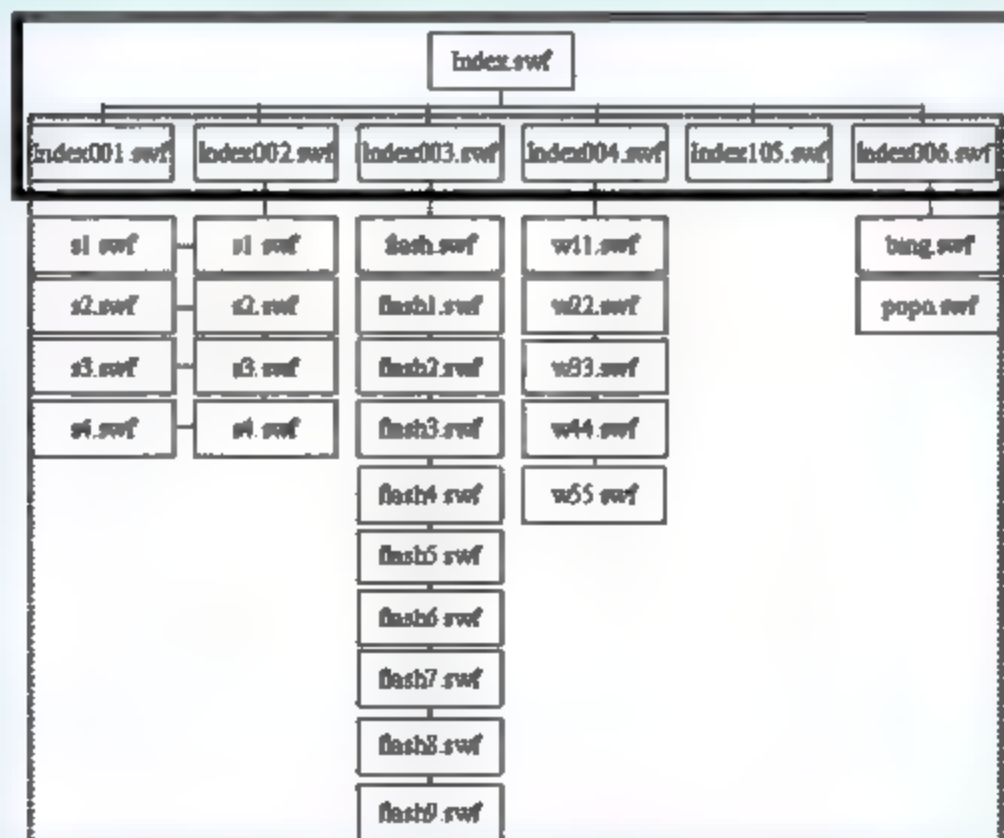 Index.swf
Index001.swf Index002.swf Index003.swf Index004.swf Index105.swf Index006.swf
s1.swf s1.swf flash.swf w11.swf bing.swf
s2.swf s2.swf flash1.swf w22.swf popo.swf
s3.swf s3.swf flash2.swf w33.swf
s4.swf s4.swf flash3.swf w44.swf
flash4.swf w55.swf
flash5.swf
flash6.swf
flash7.swf
flash8.swf
flash9.swf